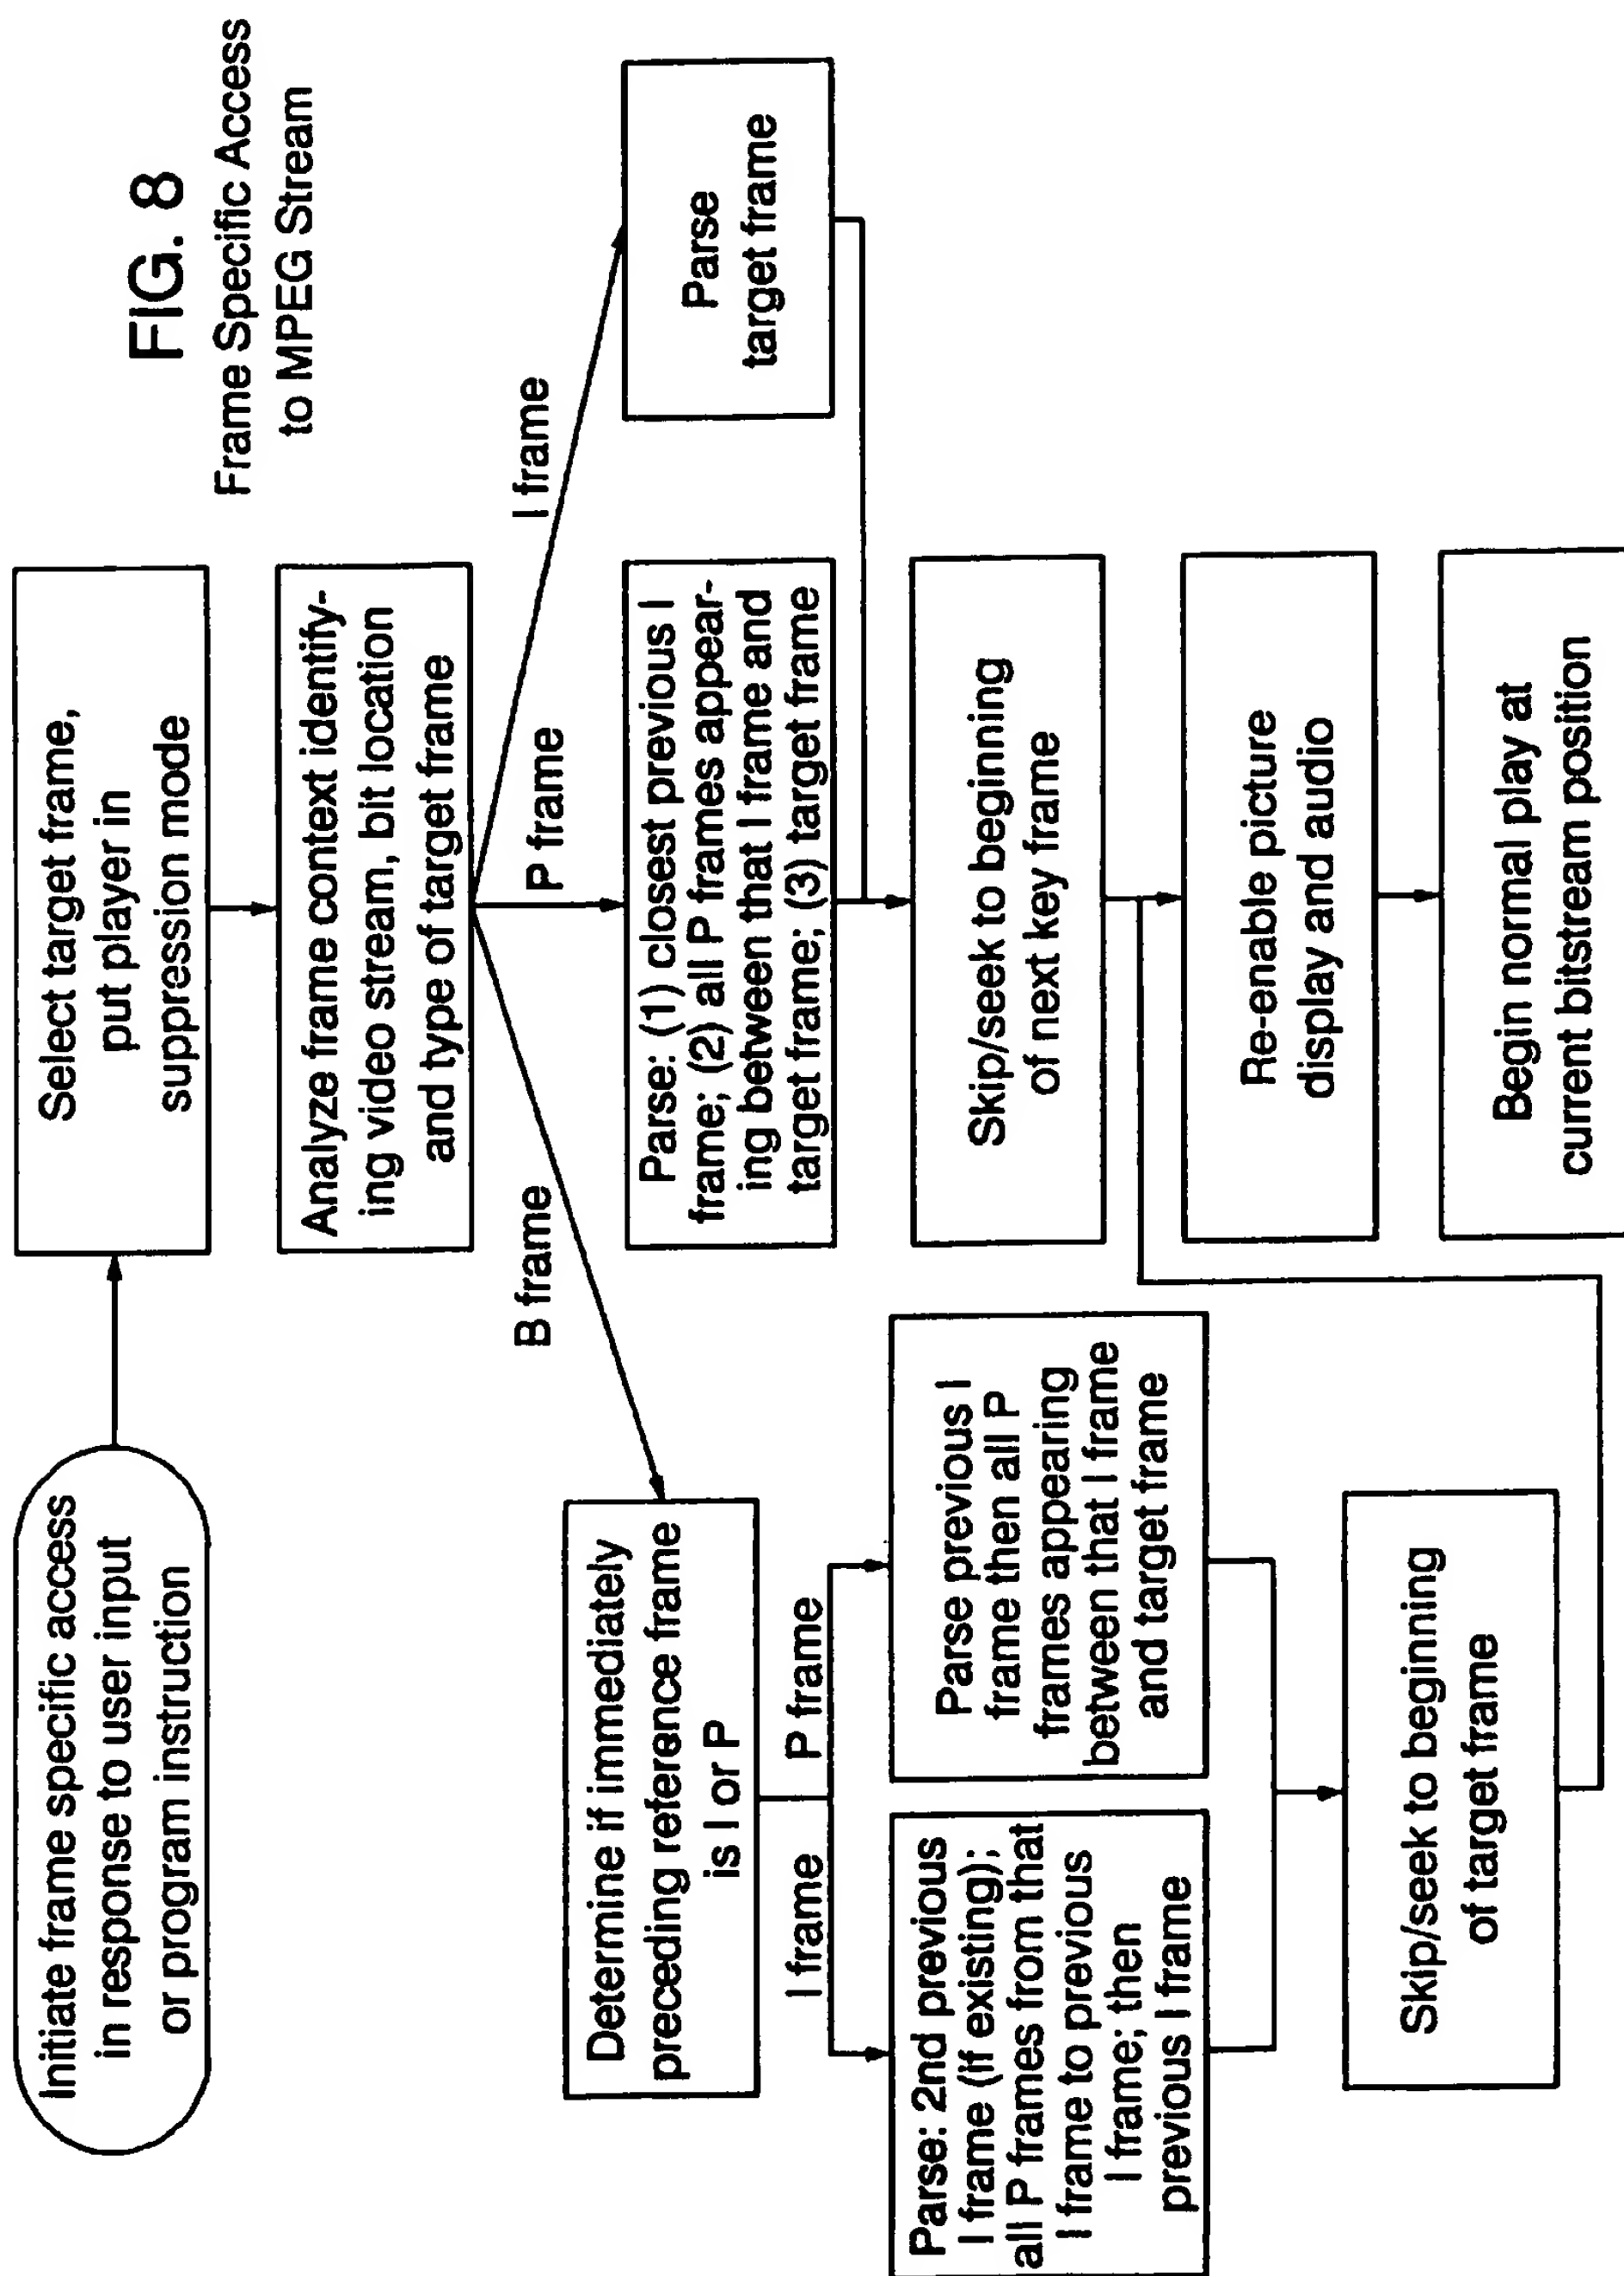 FIG. 8
Frame Specific Access
to MPEG Stream
Initiate frame specific access
in response to user input
or program instruction
Select target frame,
put player in
suppression mode
Analyze frame context identify-
ing video stream, bit location
and type of target frame
B frame
P frame
I frame
Determine if immediately
preceding reference frame
is I or P
Parse: (1) closest previous I
frame; (2) all P frames appear-
ing between that I frame and
target frame; (3) target frame
Parse
target frame
I frame
P frame
Parse: 2nd previous
I frame (if existing);
all P frames from that
I frame to previous
I frame; then
previous I frame
Parse previous I
frame then all P
frames appearing
between that I frame
and target frame
Skip/seek to beginning
of next key frame
Skip/seek to beginning
of target frame
Re-enable picture
display and audio
Begin normal play at
current bitstream position